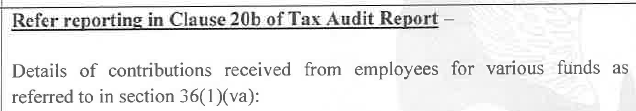 Refer reporting in Clause 20b of Tax Audit Report –
Details of contributions received from employees for various funds as
referred to in section 36(1)(va):